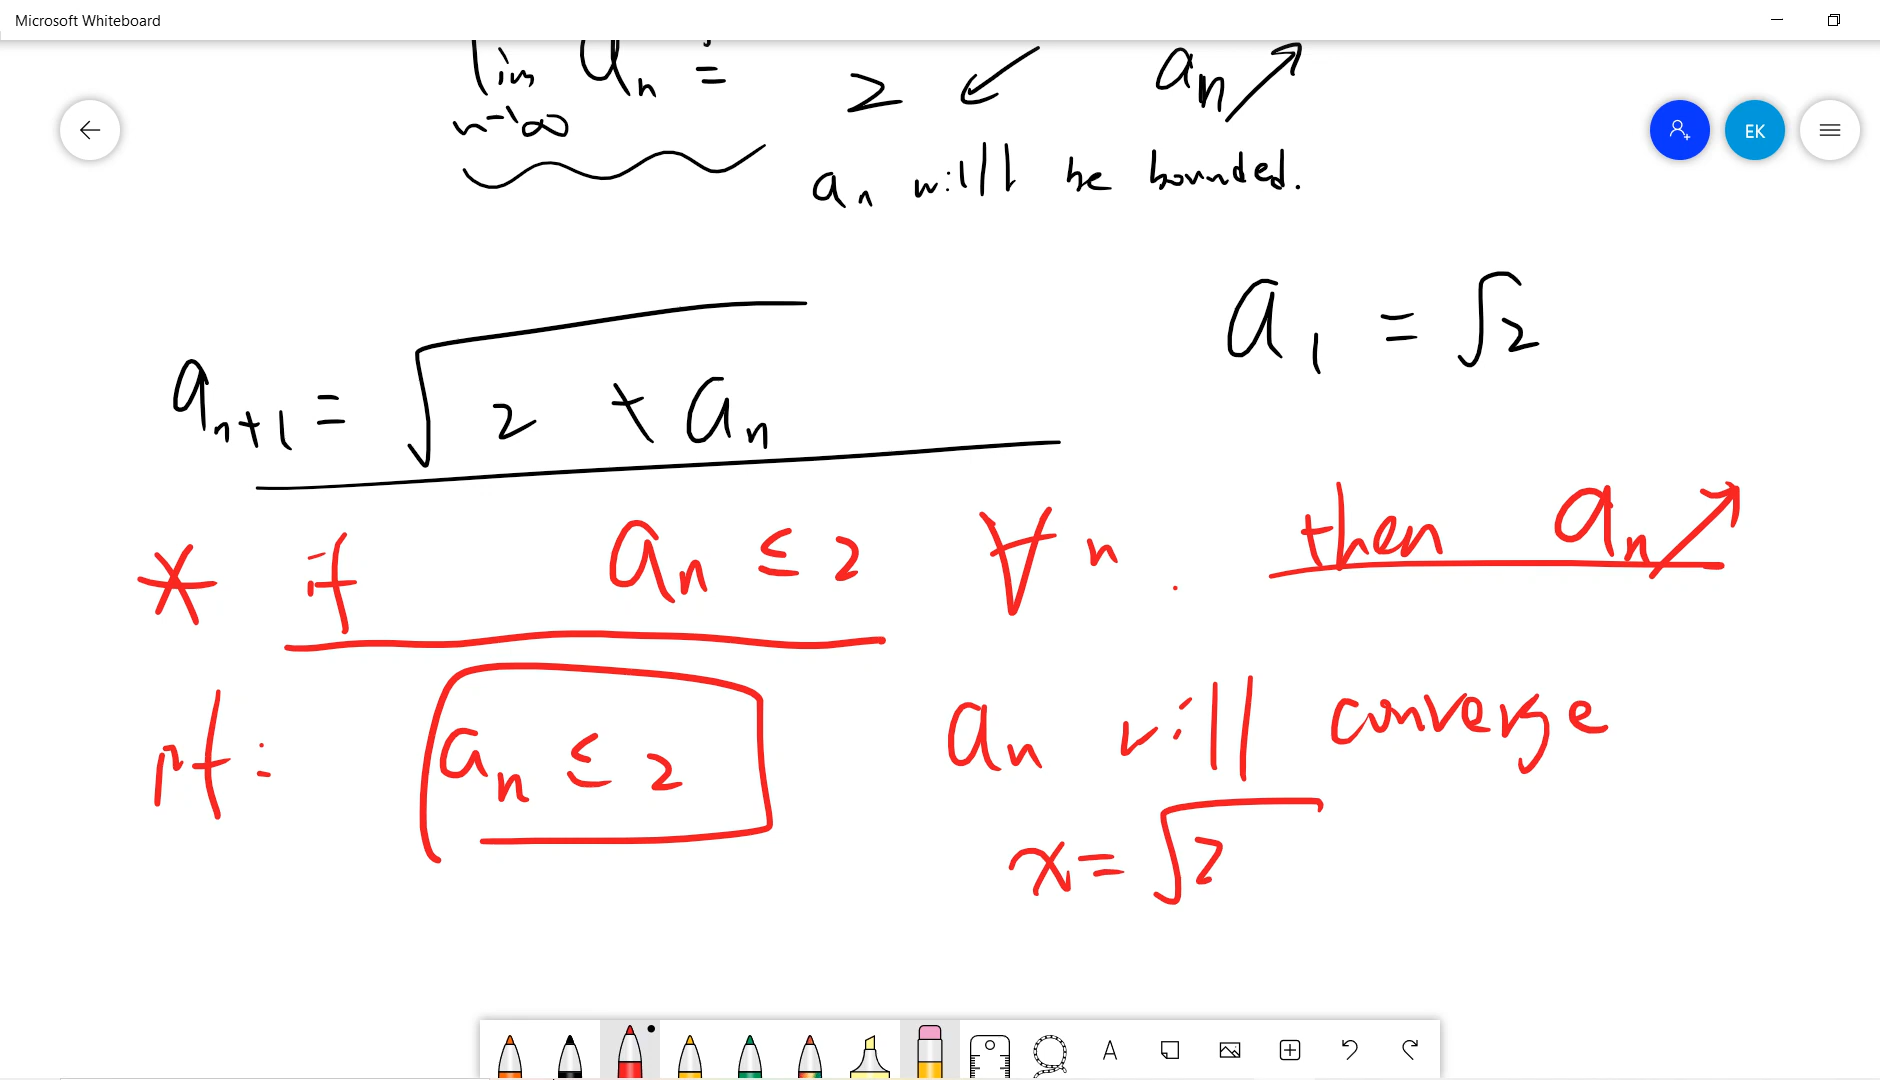 Microsoft Whiteboard
lim aₙ = 2 ↙ aₙ ↗
n→∞
aₙ will be bounded.
EK
a₁ = √2
aₙ₊₁ = √(2 + aₙ)
* if aₙ ≤ 2 ∀ n . then aₙ ↗
pf: aₙ ≤ 2 aₙ will converge
x = √2
A